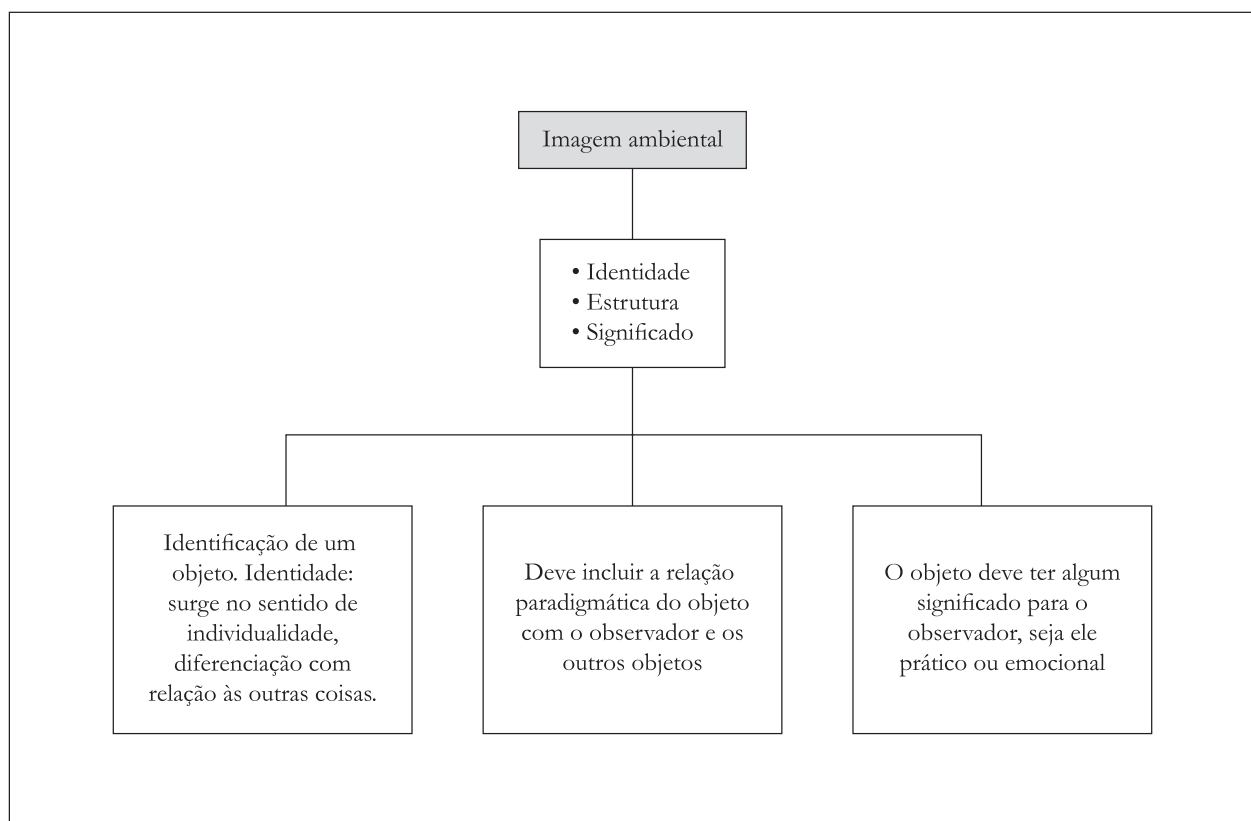 Imagem ambiental
• Identidade
• Estrutura
• Significado
Identificação de um
objeto. Identidade:
surge no sentido de
individualidade,
diferenciação com
relação às outras coisas.
Deve incluir a relação
paradigmática do objeto
com o observador e os
outros objetos
O objeto deve ter algum
significado para o
observador, seja ele
prático ou emocional